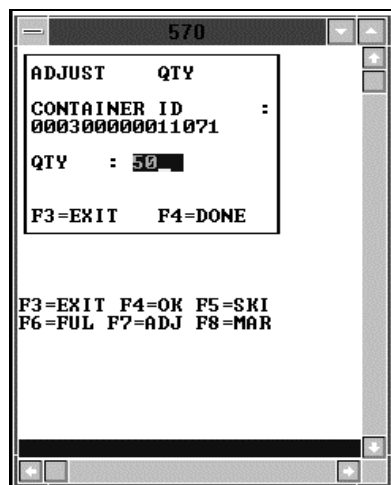 570
ADJUST QTY
CONTAINER ID :
000300000011071
QTY : 50_
F3=EXIT F4=DONE
F3=EXIT F4=OK F5=SKI
F6=FUL F7=ADJ F8=MAR